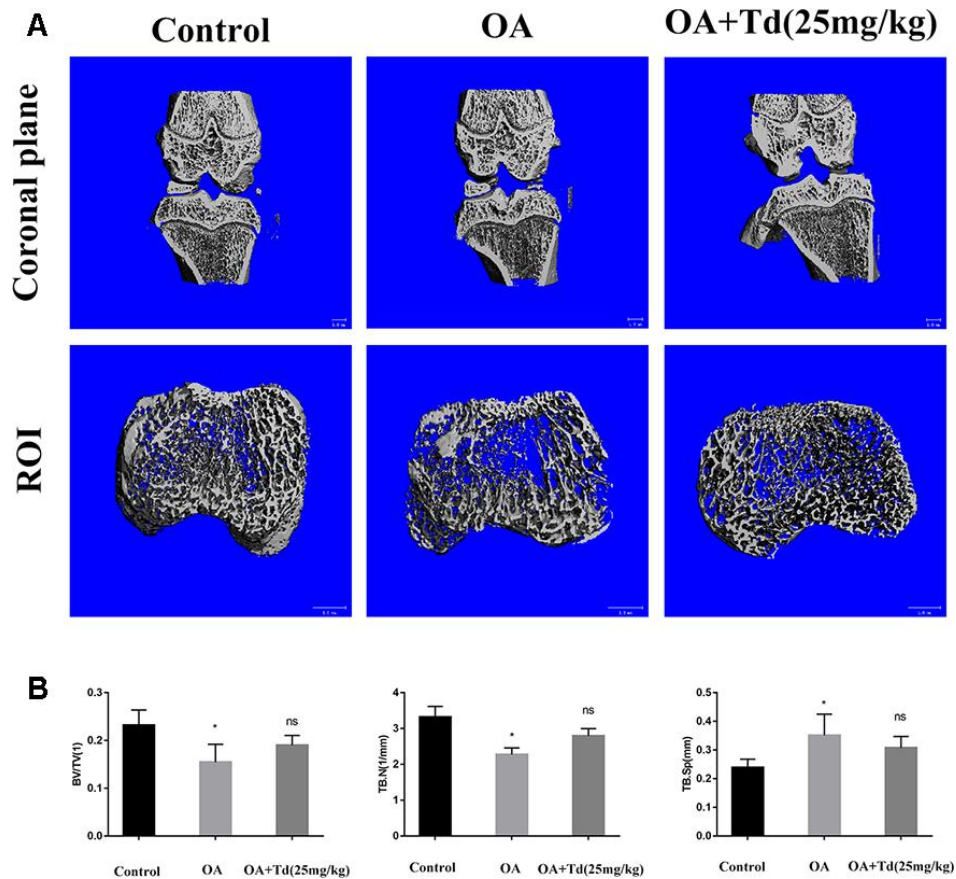 A
Control
OA
OA+Td(25mg/kg)
Coronal plane
ROI
B
0.3
0.2
0.1
0.0
BV/TV(1)
*
ns
Control
OA
OA+Td(25mg/kg)
4
3
2
1
0
TB.N(1/mm)
*
ns
Control
OA
OA+Td(25mg/kg)
0.5
0.4
0.3
0.2
0.1
0.0
TB.Sp(mm)
*
ns
Control
OA
OA+Td(25mg/kg)